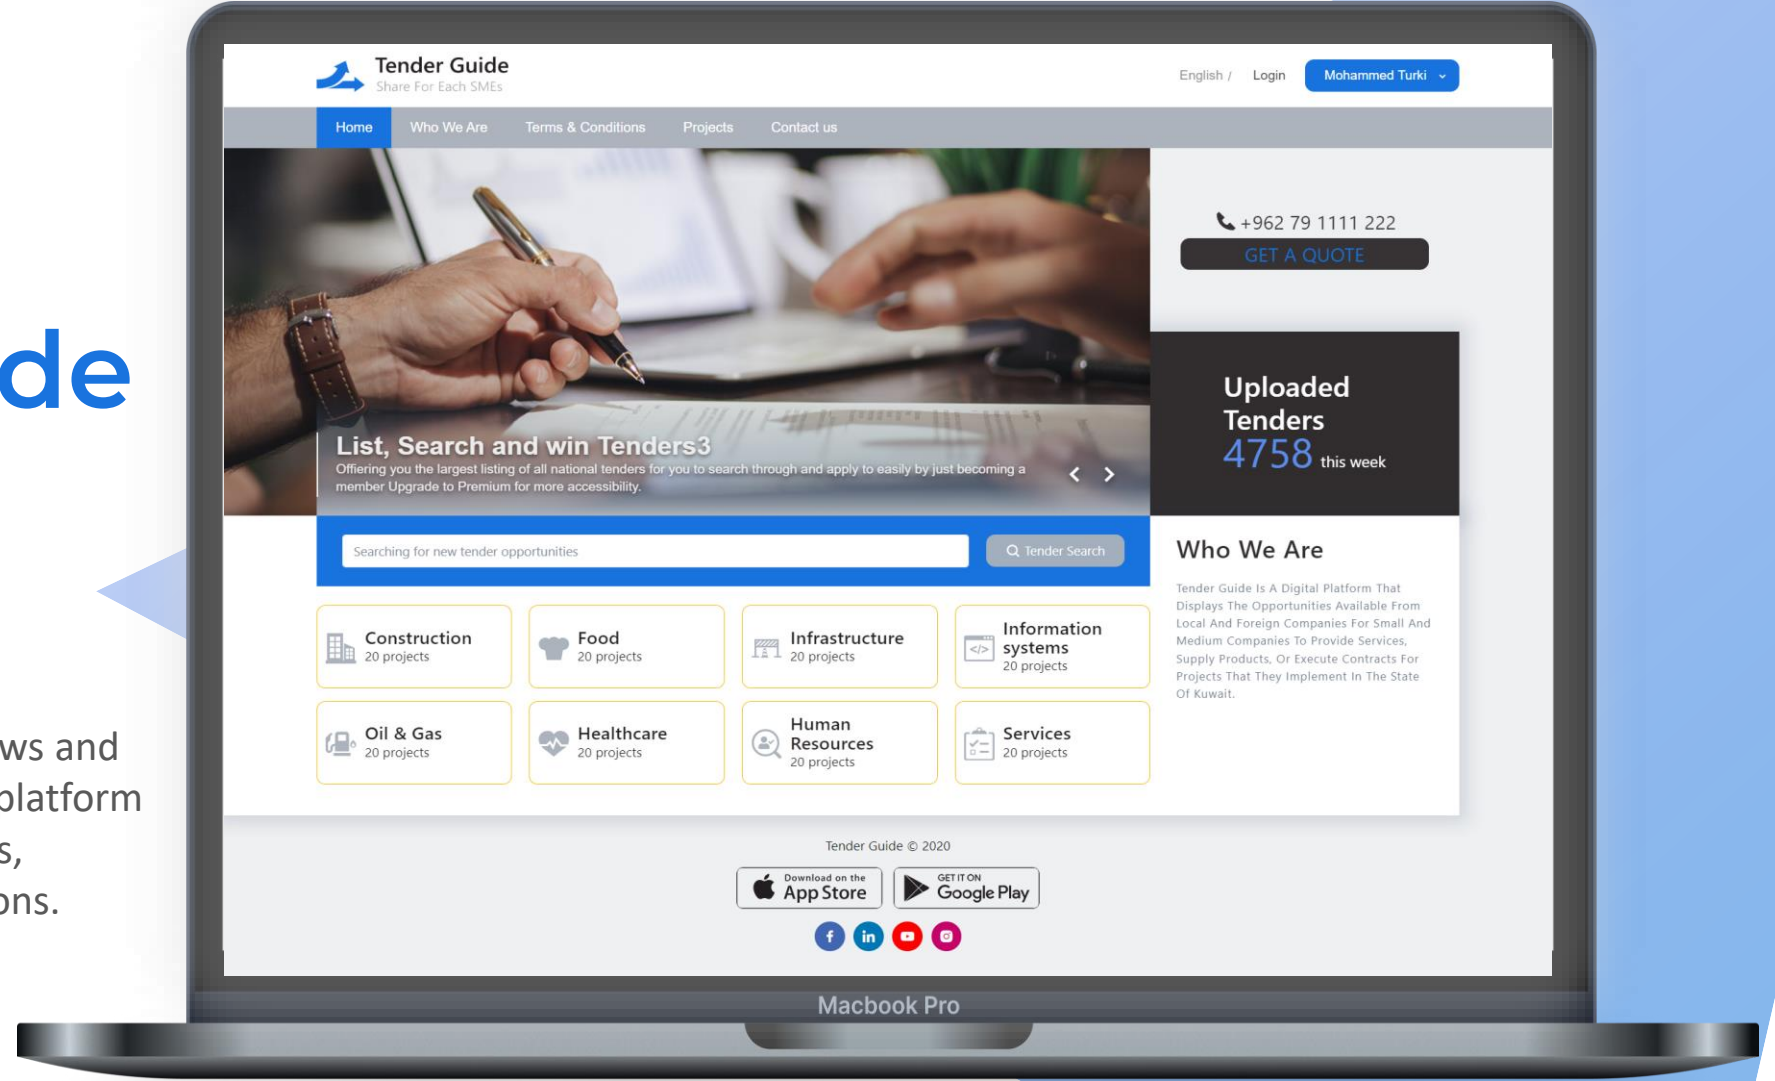 Tender Guide
Share For Each SMEs
English /
Login
Mohammed Turki
Home
Who We Are
Terms & Conditions
Projects
Contact us
+962 79 1111 222
GET A QUOTE
de
Uploaded
Tenders
4758 this week
List, Search and win Tenders3
Offiering you the largest listing of all national tenders for you to search through and apply to easily by just becoming a
member Upgrade to Premium for more accessibility.
Searching for new tender opportunities
Tender Search
Who We Are
Tender Guide Is A Digital Platform That
Displays The Opportunities Available From
Local And Foreign Companies For Small And
Medium Companies To Provide Services,
Supply Products, Or Execute Contracts For
Projects That They Implement In The State
Of Kuwait.
Construction
20 projects
Food
20 projects
Infrastructure
20 projects
</>
Information
systems
20 projects
Oil & Gas
20 projects
Healthcare
20 projects
Human
Resources
20 projects
Services
20 projects
ws and
platform
s,
ons.
Tender Guide © 2020
Download on the
App Store
GET IT ON
Google Play
f
in
Macbook Pro